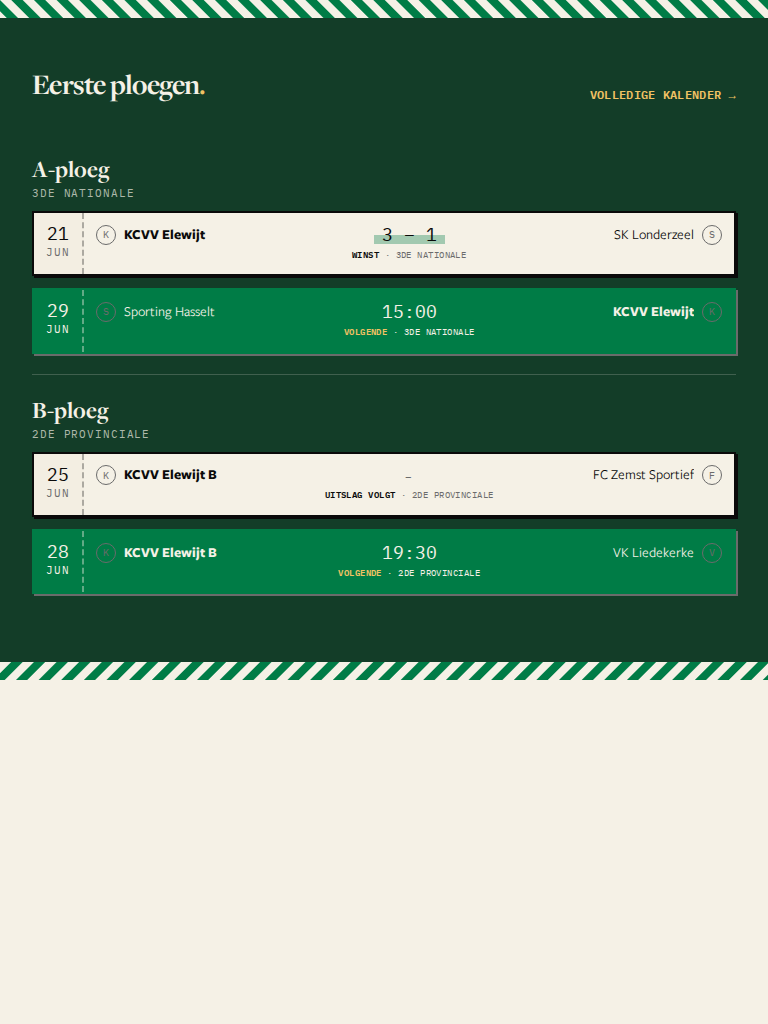 Eerste ploegen.
VOLLEDIGE KALENDER →
A-ploeg
3DE NATIONALE
21 JUN K KCVV Elewijt 3 – 1 SK Londerzeel S
WINST · 3DE NATIONALE
29 JUN S Sporting Hasselt 15:00 KCVV Elewijt K
VOLGENDE · 3DE NATIONALE
B-ploeg
2DE PROVINCIALE
25 JUN K KCVV Elewijt B – FC Zemst Sportief F
UITSLAG VOLGT · 2DE PROVINCIALE
28 JUN K KCVV Elewijt B 19:30 VK Liedekerke V
VOLGENDE · 2DE PROVINCIALE